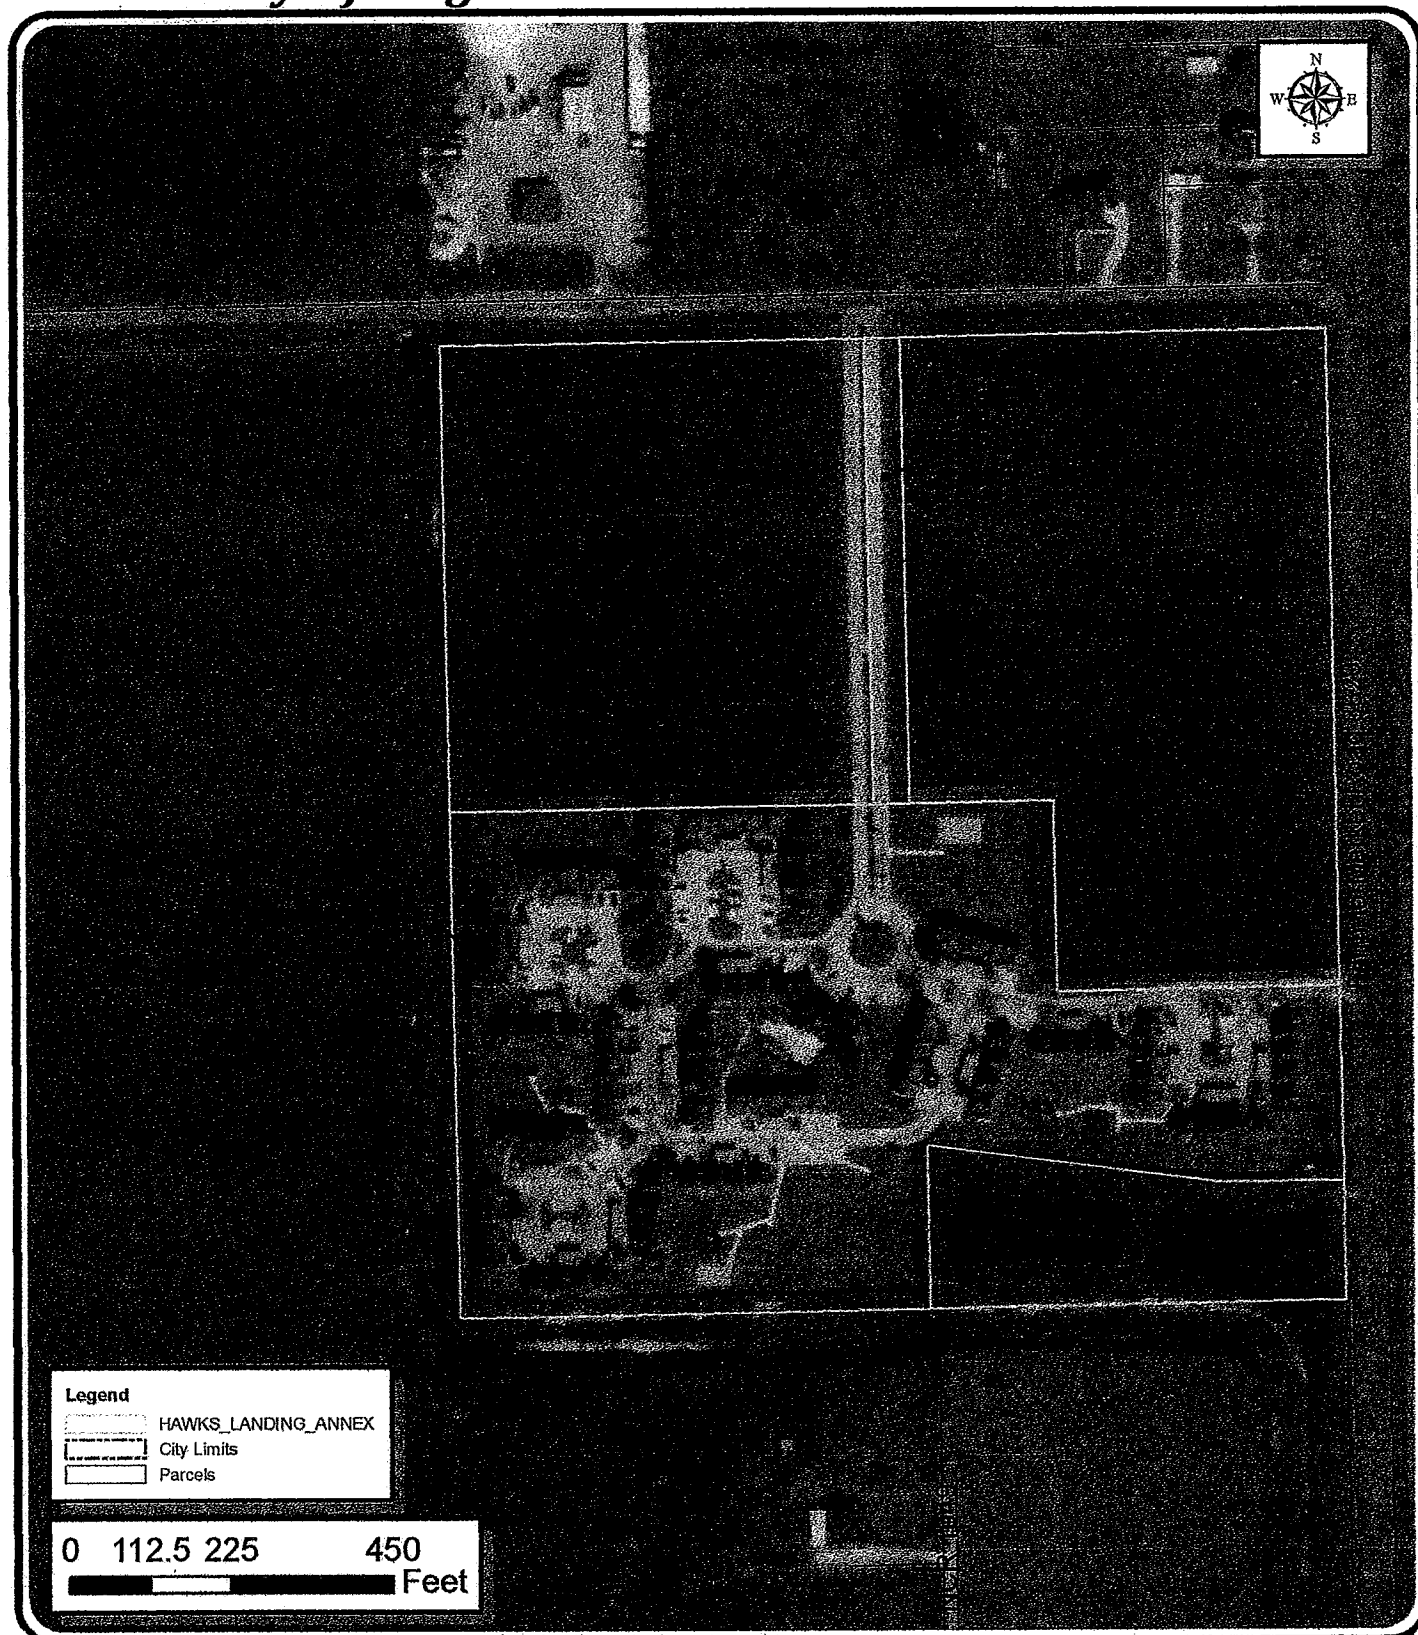 N
W E
S
Legend
HAWKS_LANDING_ANNEX
City Limits
Parcels
0 112.5 225 450
Feet